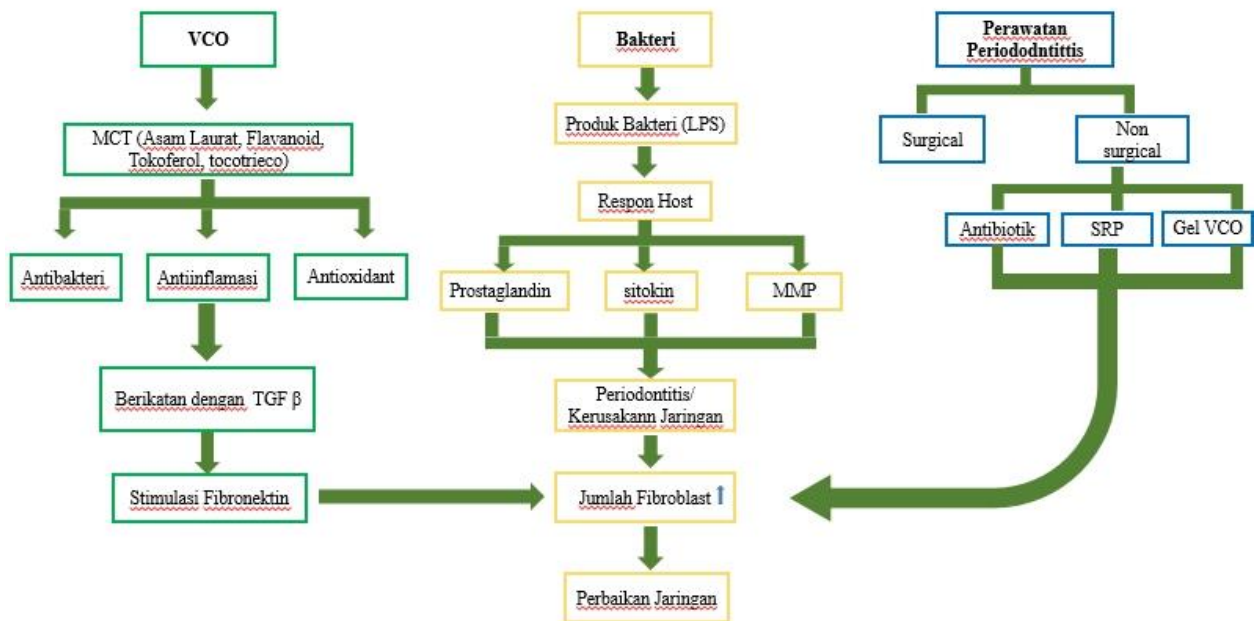 VCO
MCT (Asam Laurat, Flavanoid,
Tokoferol, tocotrieco)
Antibakteri
Antiinflamasi
Antioxidant
Berikatan dengan TGF β
Stimulasi Fibronektin
Bakteri
Produk Bakteri (LPS)
Respon Host
Prostaglandin
sitokin
MMP
Periodontitis/
Kerusakann Jaringan
Jumlah Fibroblast
Perbaikan Jaringan
Perawatan
Periododntittis
Surgical
Non
surgical
Antibiotik
SRP
Gel VCO